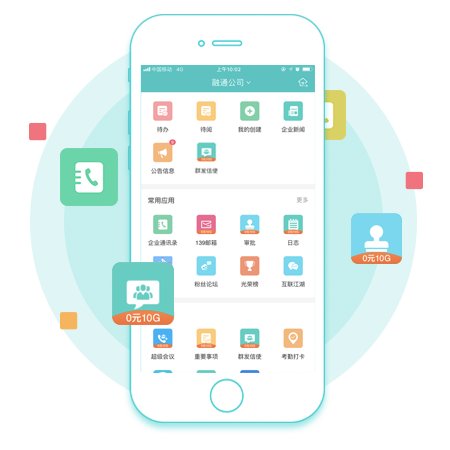 中国移动 4G 上午10:02
融通公司
待办 待阅 我的创建 企业新闻
公告信息 群发信使
常用应用 更多
企业通讯录 139邮箱 审批 日志
粉丝论坛 光荣榜 互联江湖
0元10G
0元10G
超级会议 重要事项 群发信使 考勤打卡